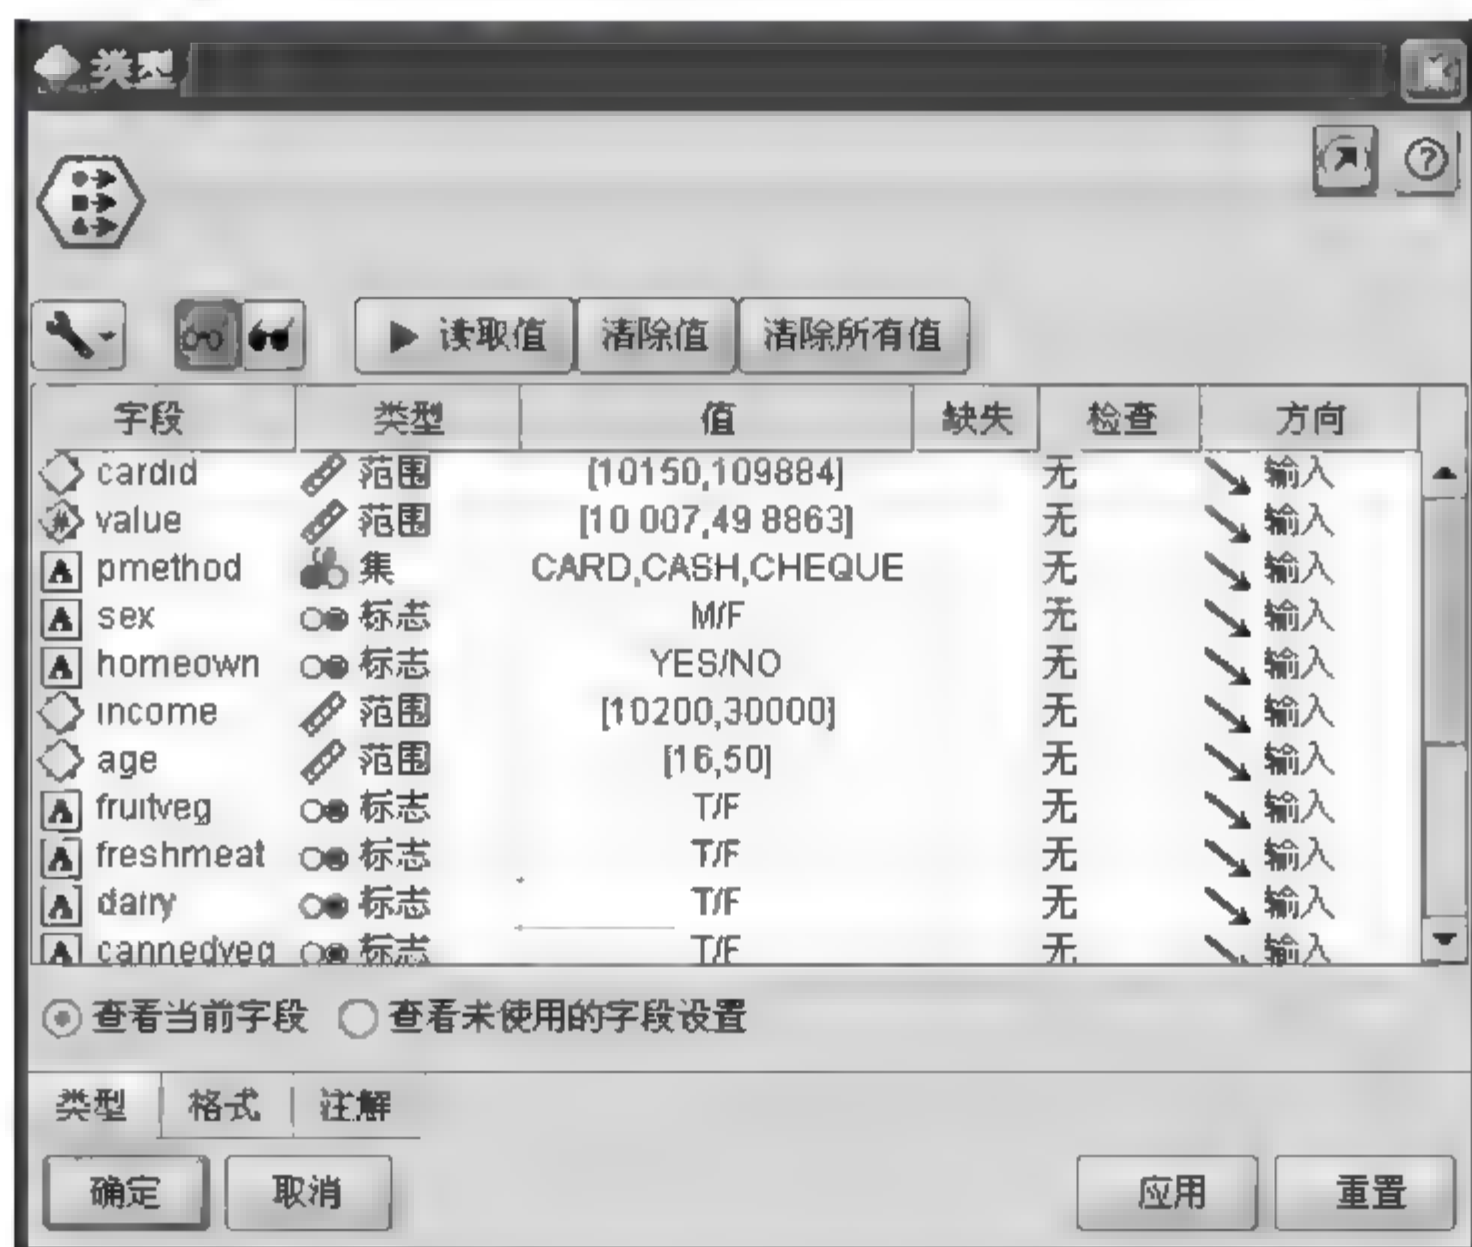 类型
读取值 清除值 清除所有值
字段 类型 值 缺失 检查 方向
cardid 范围 [10150,109884] 无 输入
value 范围 [10 007,49 8863] 无 输入
pmethod 集 CARD,CASH,CHEQUE 无 输入
sex 标志 M/F 无 输入
homeown 标志 YES/NO 无 输入
income 范围 [10200,30000] 无 输入
age 范围 [16,50] 无 输入
fruitveg 标志 T/F 无 输入
freshmeat 标志 T/F 无 输入
dairy 标志 T/F 无 输入
cannedveg 标志 T/F 无 输入
查看当前字段 查看未使用的字段设置
类型 格式 注解
确定 取消 应用 重置